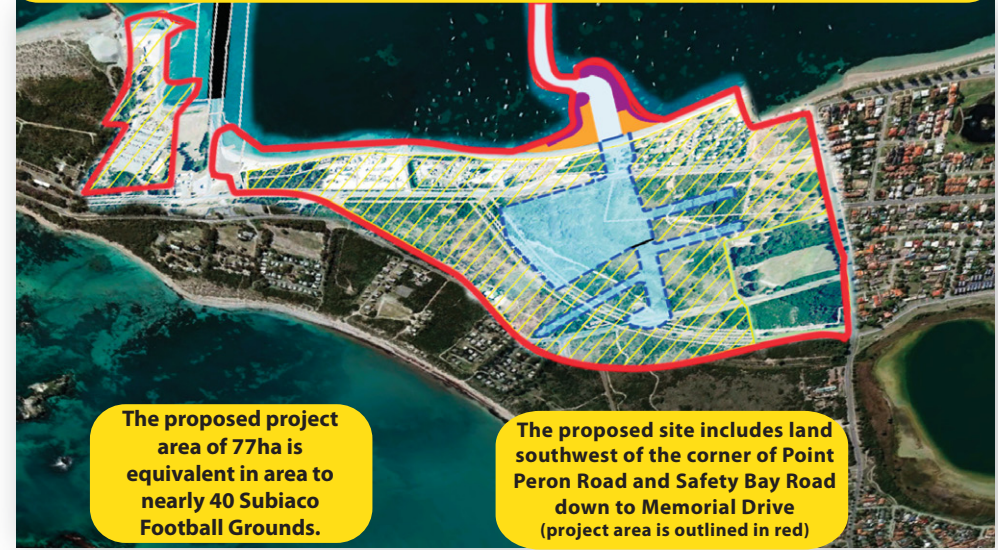 The proposed project
area of 77ha is
equivalent in area to
nearly 40 Subiaco
Football Grounds.
The proposed site includes land
southwest of the corner of Point
Peron Road and Safety Bay Road
down to Memorial Drive
(project area is outlined in red)